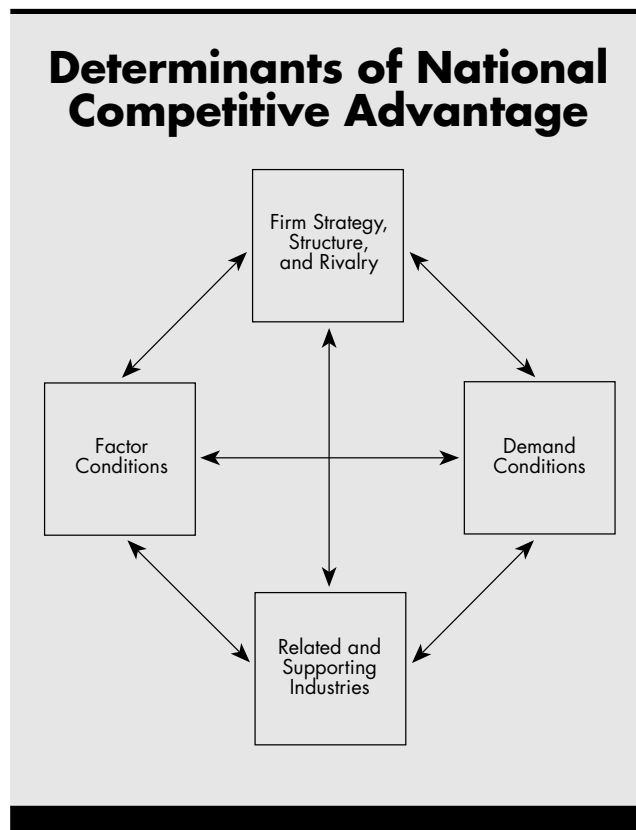 Determinants of National
Competitive Advantage
Firm Strategy,
Structure,
and Rivalry
Factor
Conditions
Demand
Conditions
Related and
Supporting
Industries